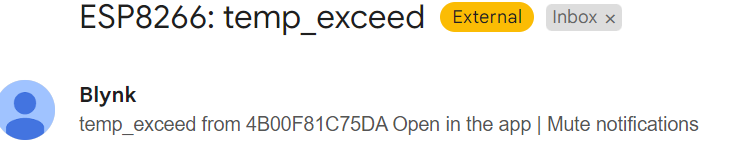 ESP8266: temp_exceed External Inbox ×
Blynk
temp_exceed from 4B00F81C75DA Open in the app | Mute notifications